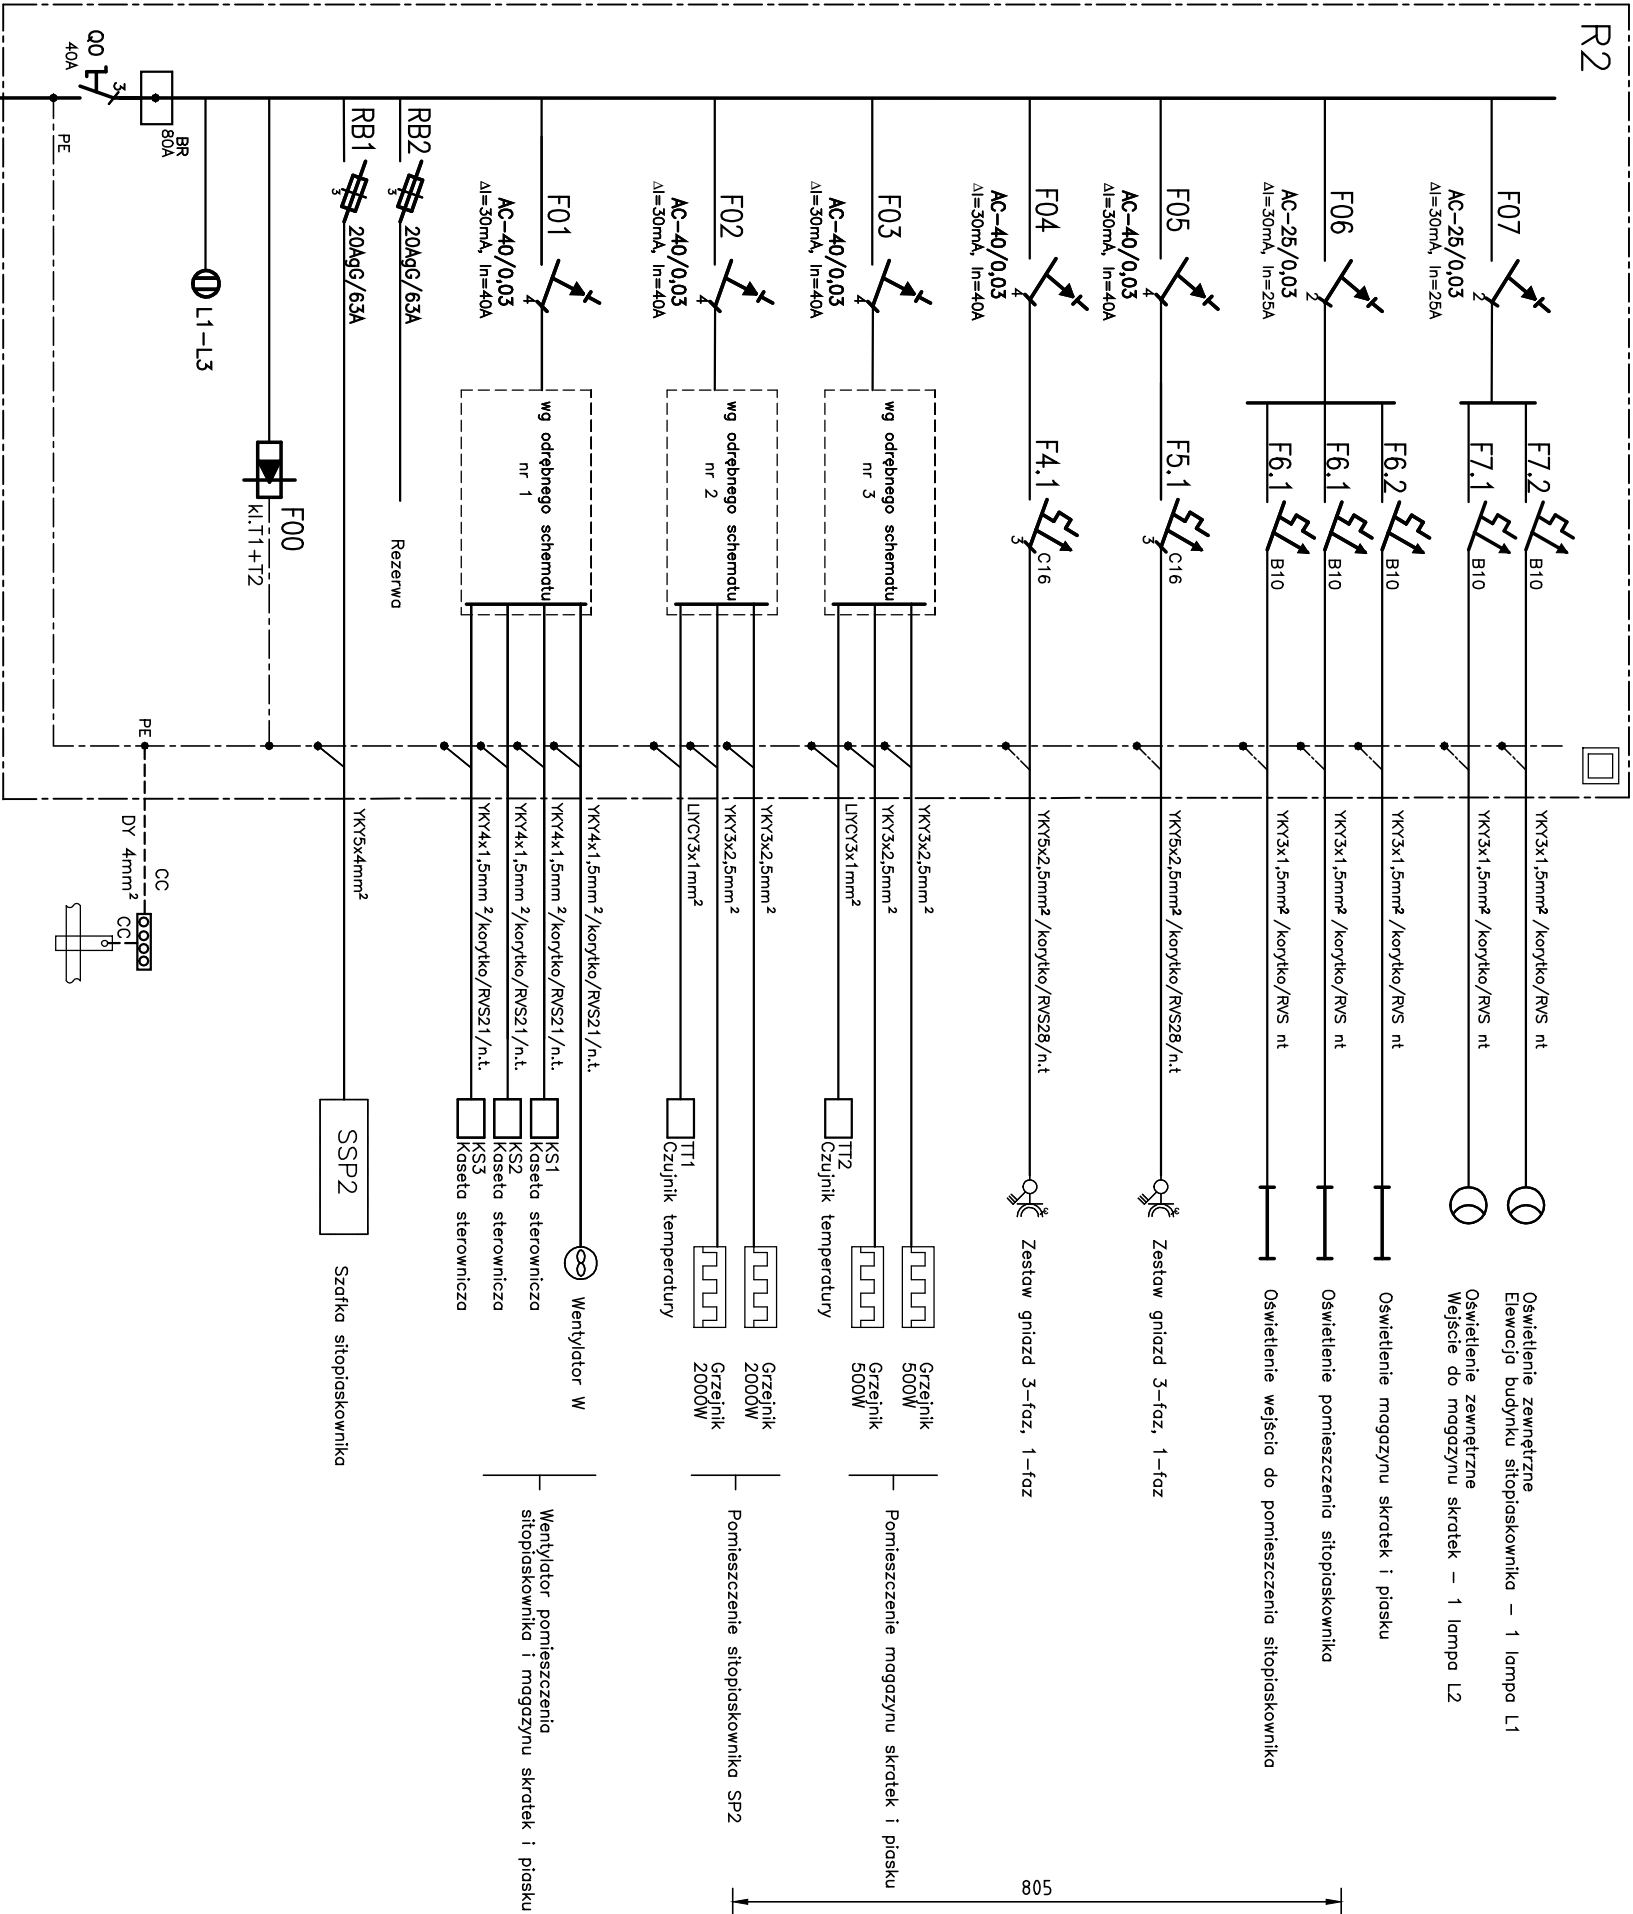 R2
Q0
40A
3
BR
80A
PE
L1-L3
F00
kl.T1+T2
RB1
3
20AgG/63A
RB2
3
20AgG/63A
Rezerwa
F01
AC-40/0,03
ΔI=30mA, In=40A
4
wg odrębnego schematu
nr 1
F02
AC-40/0,03
ΔI=30mA, In=40A
4
wg odrębnego schematu
nr 2
F03
AC-40/0,03
ΔI=30mA, In=40A
4
wg odrębnego schematu
nr 3
F04
AC-40/0,03
ΔI=30mA, In=40A
4
F4.1
3
C16
F05
AC-40/0,03
ΔI=30mA, In=40A
4
F5.1
3
C16
F06
AC-25/0,03
ΔI=30mA, In=25A
2
F6.1
B10
F6.1
B10
F6.2
B10
F07
AC-25/0,03
ΔI=30mA, In=25A
2
F7.1
B10
F7.2
B10
PE
CC
DY 4mm²
CC
YKY5x4mm²
SSP2
Szafka sitopiaskownika
YKY4x1,5mm²/korytko/RVS21/n.t.
KS3
Kaseta sterownicza
YKY4x1,5mm²/korytko/RVS21/n.t.
KS2
Kaseta sterownicza
YKY4x1,5mm²/korytko/RVS21/n.t.
KS1
Kaseta sterownicza
YKY4x1,5mm²/korytko/RVS21/n.t.
Wentylator W
Wentylator pomieszczenia
sitopiaskownika i magazynu skratek i piasku
LIYCY3x1mm²
TT1
Czujnik temperatury
YKY3x2,5mm²
Grzejnik
2000W
YKY3x2,5mm²
Grzejnik
2000W
Pomieszczenie sitopiaskownika SP2
LIYCY3x1mm²
TT2
Czujnik temperatury
YKY3x2,5mm²
Grzejnik
500W
YKY3x2,5mm²
Grzejnik
500W
Pomieszczenie magazynu skratek i piasku
YKY5x2,5mm²/korytko/RVS28/n.t
Zestaw gniazd 3-faz, 1-faz
YKY5x2,5mm²/korytko/RVS28/n.t
Zestaw gniazd 3-faz, 1-faz
YKY3x1,5mm²/korytko/RVS nt
Oświetlenie wejścia do pomieszczenia sitopiaskownika
YKY3x1,5mm²/korytko/RVS nt
Oświetlenie pomieszczenia sitopiaskownika
YKY3x1,5mm²/korytko/RVS nt
Oświetlenie magazynu skratek i piasku
YKY3x1,5mm²/korytko/RVS nt
Oświetlenie zewnętrzne
Wejście do magazynu skratek - 1 lampa L2
YKY3x1,5mm²/korytko/RVS nt
Oświetlenie zewnętrzne
Elewacja budynku sitopiaskownika - 1 lampa L1
805